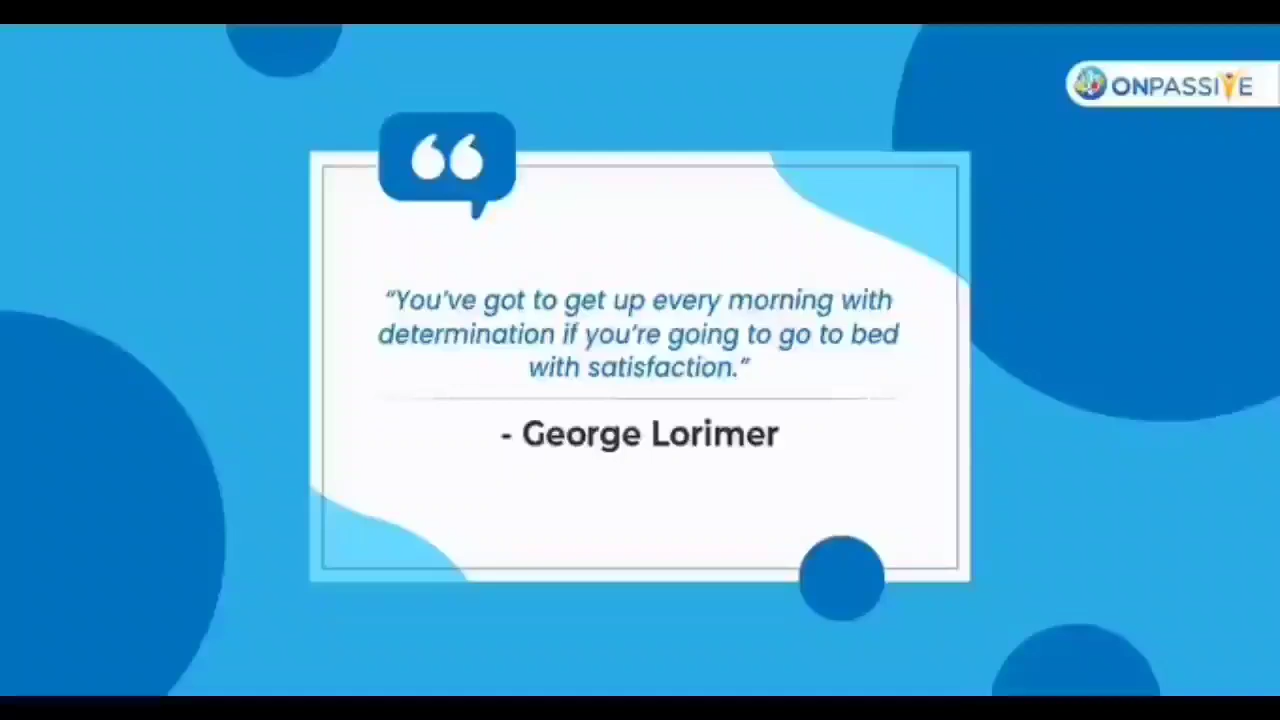 ONPASSIVE
“You’ve got to get up every morning with
determination if you’re going to go to bed
with satisfaction.”
- George Lorimer